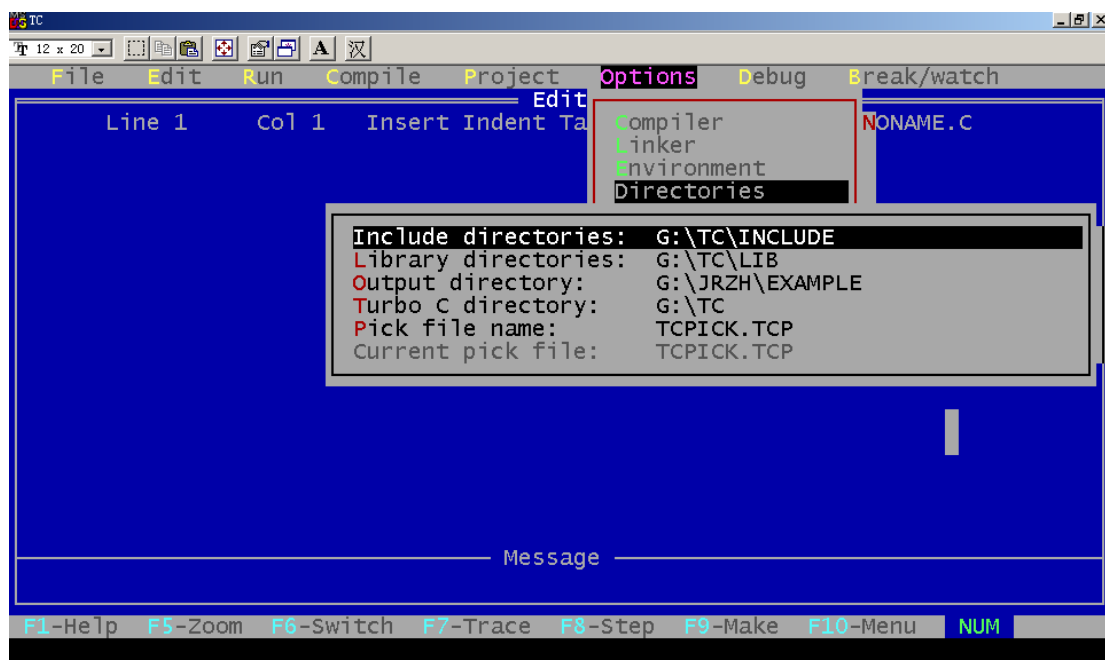 TC
12 x 20 A 汉
File Edit Run Compile Project Options Debug Break/watch
Edit
Line 1 Col 1 Insert Indent Ta NONAME.C
Compiler
Linker
Environment
Directories
Include directories: G:\TC\INCLUDE
Library directories: G:\TC\LIB
Output directory: G:\JRZH\EXAMPLE
Turbo C directory: G:\TC
Pick file name: TCPICK.TCP
Current pick file: TCPICK.TCP
Message
F1-Help F5-Zoom F6-Switch F7-Trace F8-Step F9-Make F10-Menu NUM